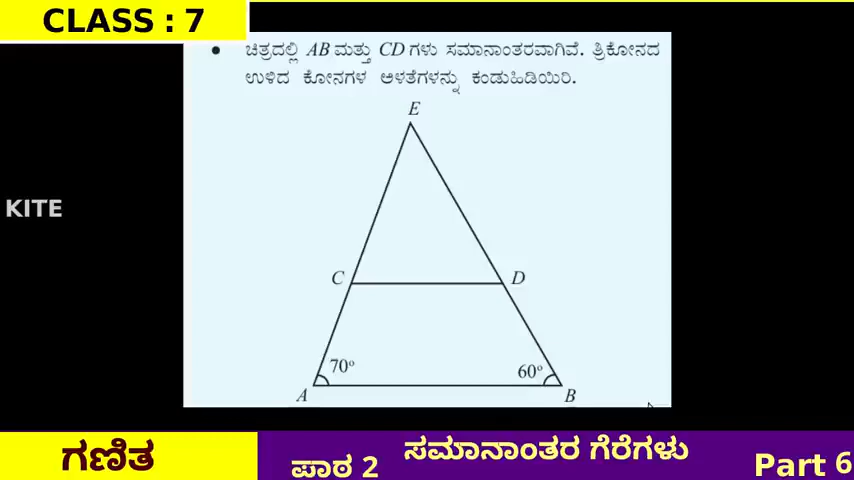 CLASS : 7
• ಚಿತ್ರದಲ್ಲಿ AB ಮತ್ತು CD ಗಳು ಸಮಾನಾಂತರವಾಗಿವೆ. ತ್ರಿಕೋನದ
ಉಳಿದ ಕೋನಗಳ ಅಳತೆಗಳನ್ನು ಕಂಡುಹಿಡಿಯಿರಿ.
E
KITE
C
D
70°
60°
A
B
ಗಣಿತ
ಪಾಠ 2
ಸಮಾನಾಂತರ ಗೆರೆಗಳು
Part 6